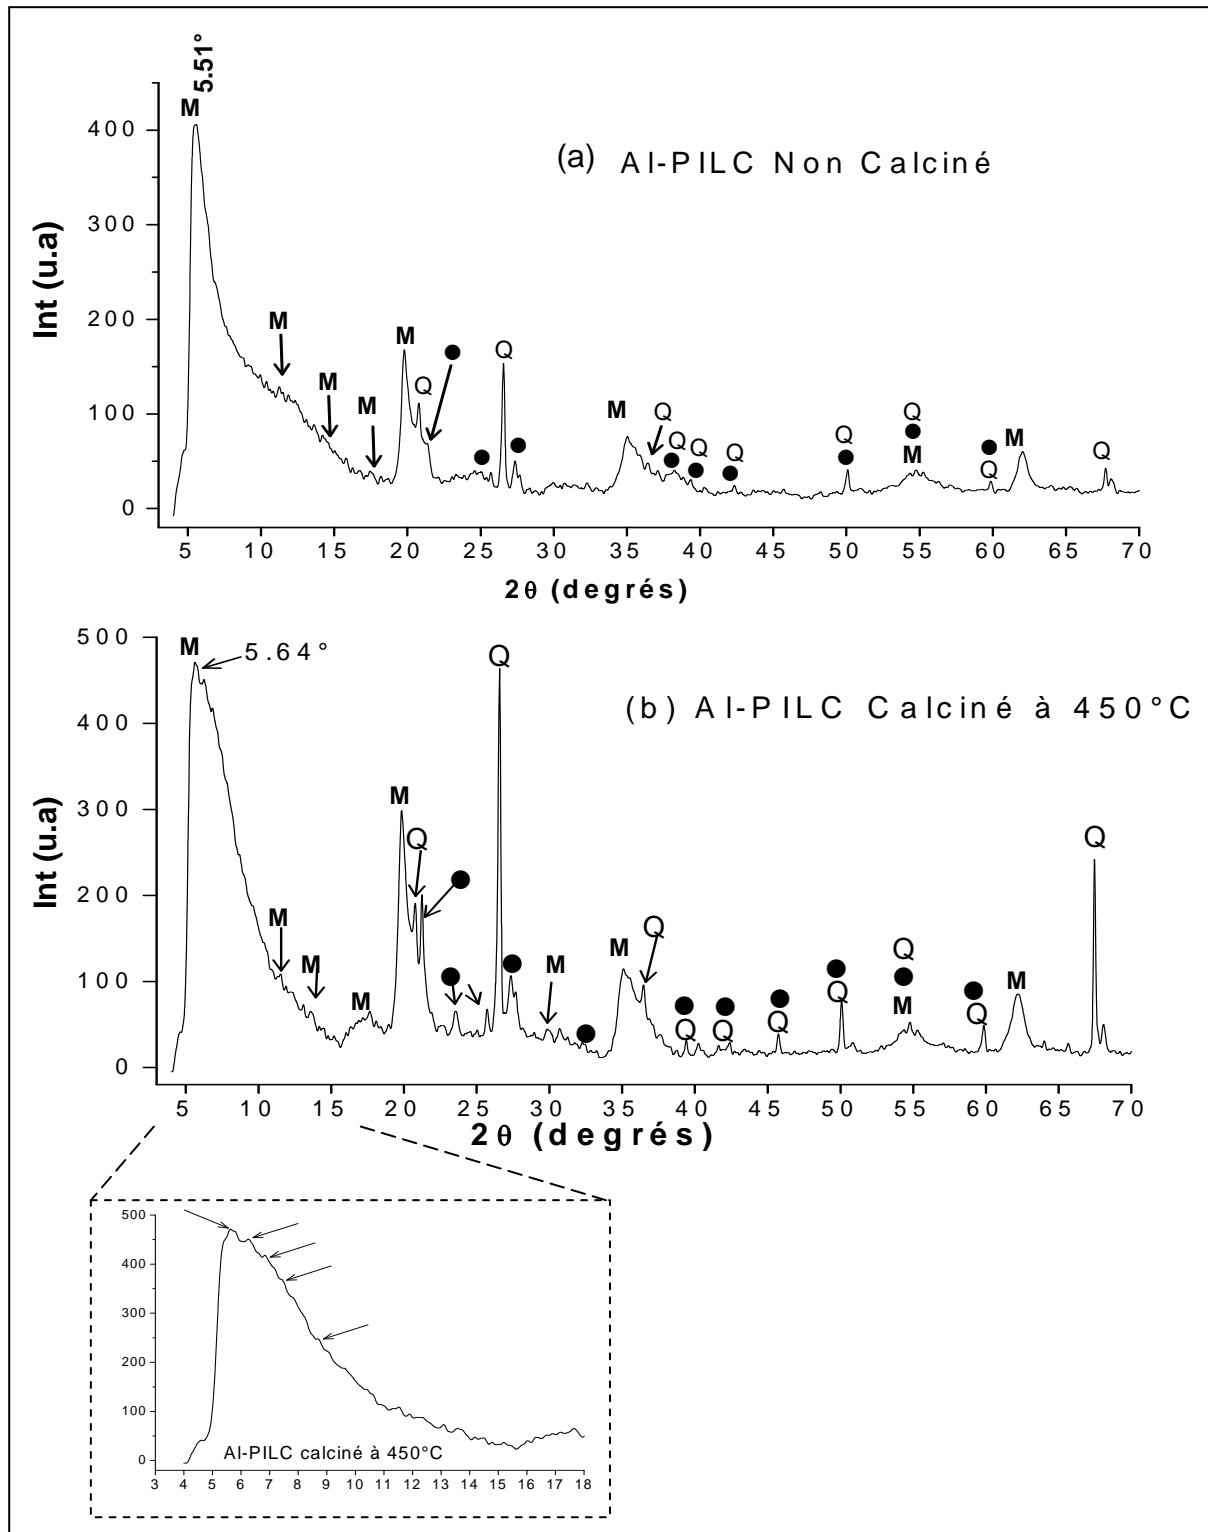 5.51°
M
(a) Al-PILC Non Calciné
400
300
200
100
0
Int (u.a)
M
M
M
M
Q
Q
M
Q
Q
Q
Q
Q
Q
M
Q
M
Q
5 10 15 20 25 30 35 40 45 50 55 60 65 70
2θ (degrés)
500
400
300
200
100
0
Int (u.a)
M
5.64°
Q
(b) Al-PILC Calciné à 450°C
M
Q
Q
M
M
M
M
M
Q
Q
Q
Q
Q
Q
M
Q
M
5 10 15 20 25 30 35 40 45 50 55 60 65 70
2θ (degrés)
500
400
300
200
100
0
Al-PILC calciné à 450°C
3 4 5 6 7 8 9 10 11 12 13 14 15 16 17 18